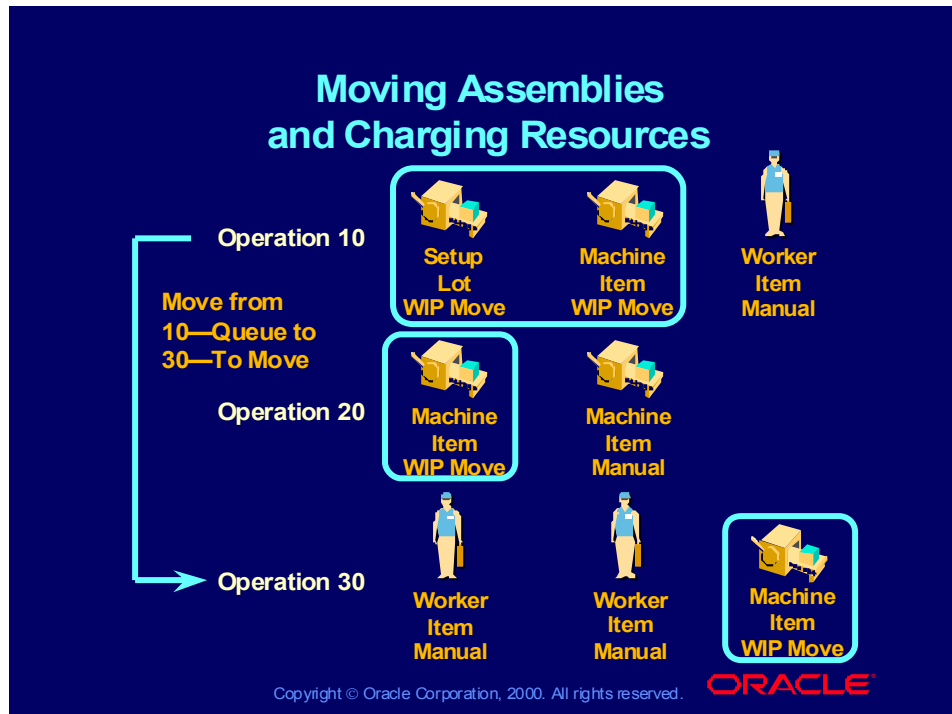 Moving Assemblies
and Charging Resources
Operation 10
Setup
Lot
WIP Move
Machine
Item
WIP Move
Worker
Item
Manual
Move from
10—Queue to
30—To Move
Operation 20
Machine
Item
WIP Move
Machine
Item
Manual
Operation 30
Worker
Item
Manual
Worker
Item
Manual
Machine
Item
WIP Move
Copyright © Oracle Corporation, 2000. All rights reserved.
ORACLE®